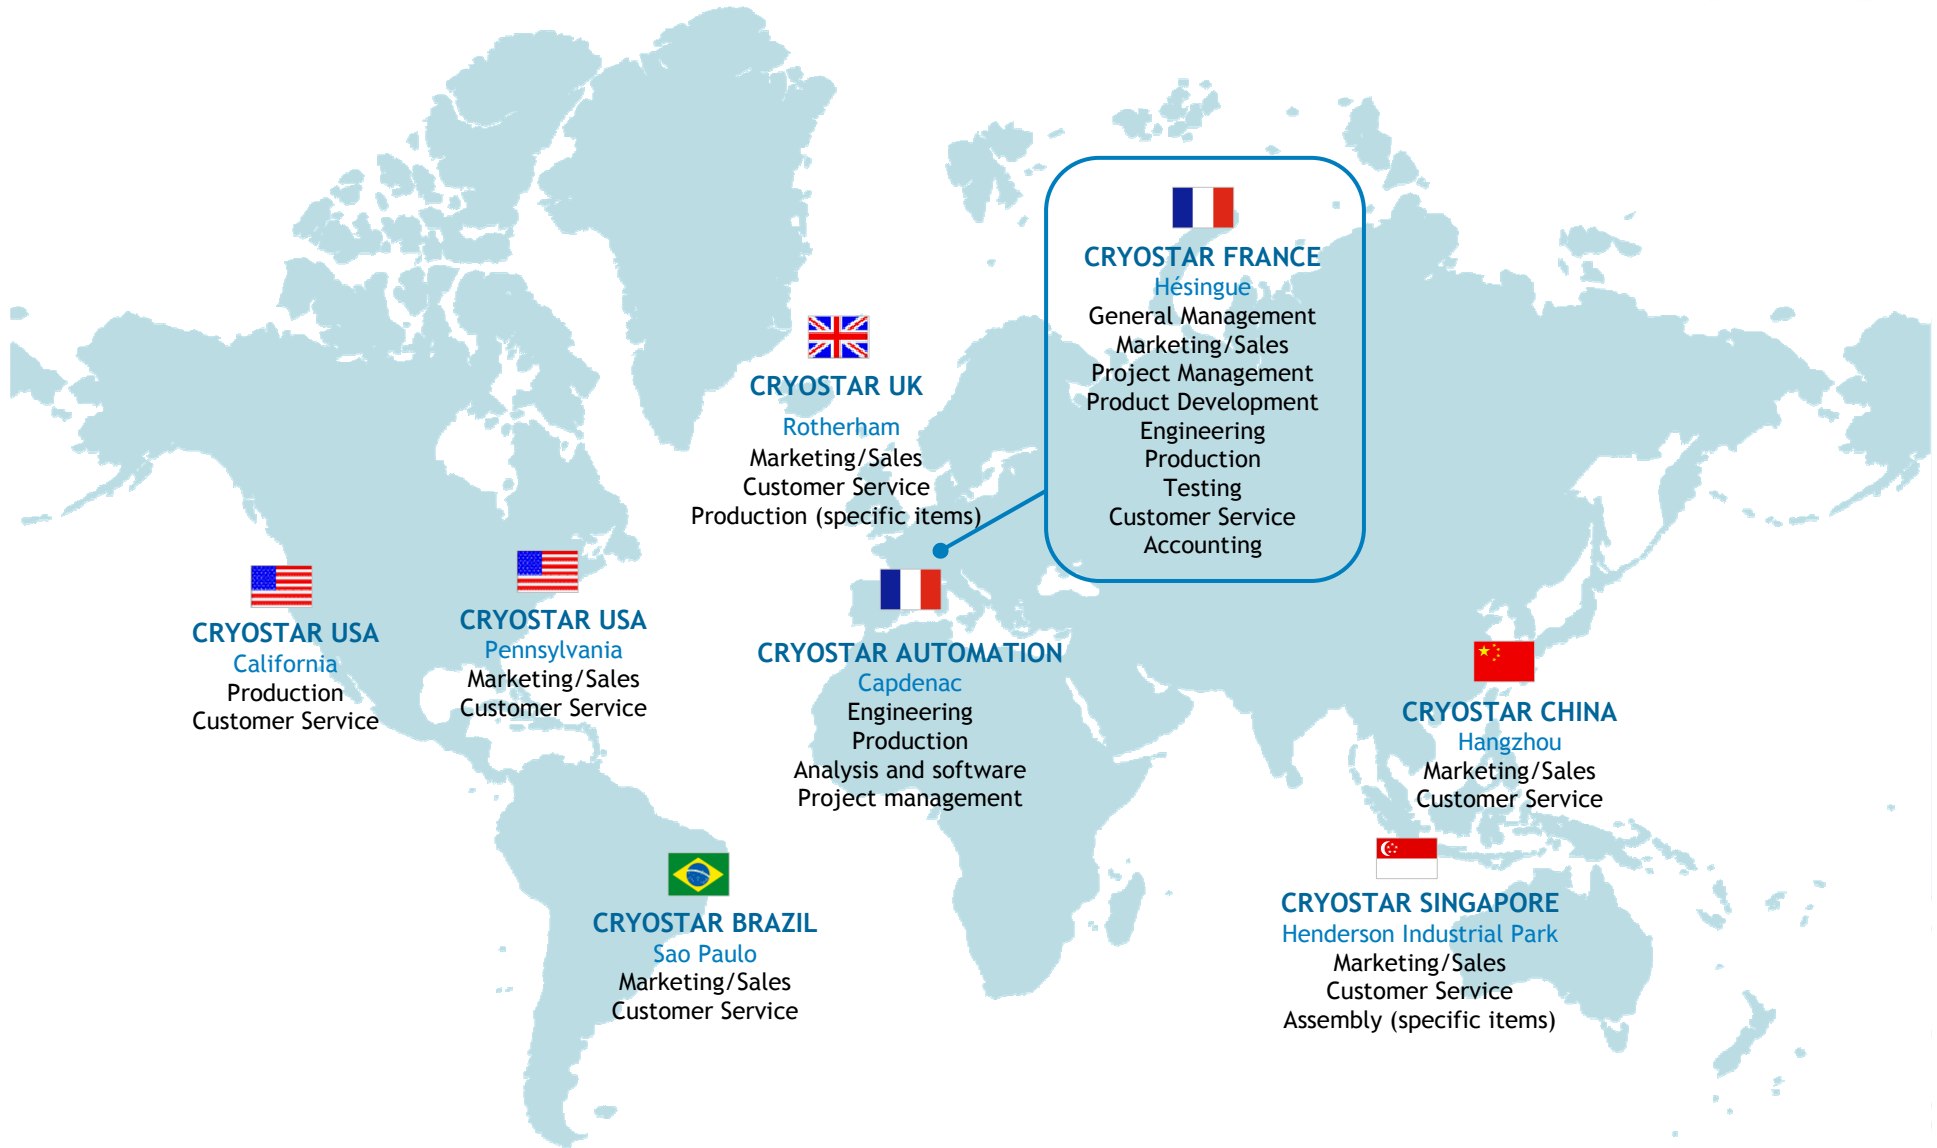 CRYOSTAR FRANCE
Hésingue
General Management
Marketing/Sales
Project Management
Product Development
Engineering
Production
Testing
Customer Service
Accounting
CRYOSTAR UK
Rotherham
Marketing/Sales
Customer Service
Production (specific items)
CRYOSTAR USA
California
Production
Customer Service
CRYOSTAR USA
Pennsylvania
Marketing/Sales
Customer Service
CRYOSTAR AUTOMATION
Capdenac
Engineering
Production
Analysis and software
Project management
CRYOSTAR CHINA
Hangzhou
Marketing/Sales
Customer Service
CRYOSTAR BRAZIL
Sao Paulo
Marketing/Sales
Customer Service
CRYOSTAR SINGAPORE
Henderson Industrial Park
Marketing/Sales
Customer Service
Assembly (specific items)